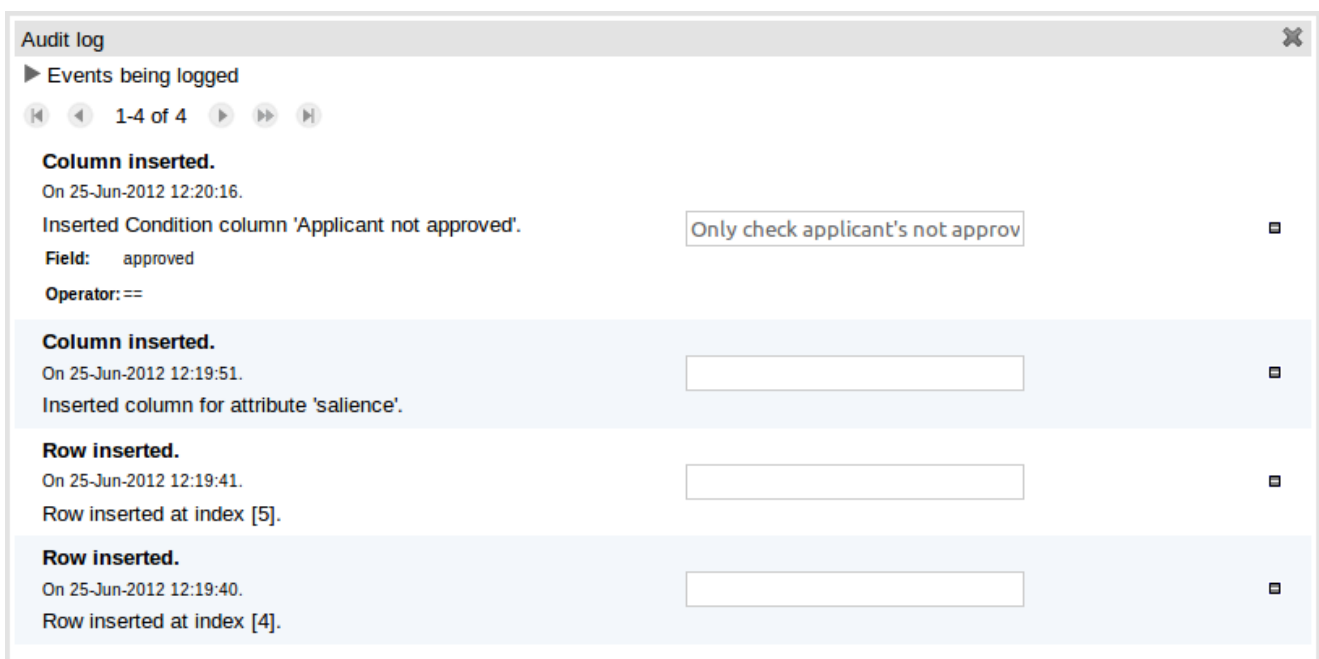 Audit log
Events being logged
1-4 of 4
Column inserted.
On 25-Jun-2012 12:20:16.
Inserted Condition column 'Applicant not approved'.
Only check applicant's not approv
Field: approved
Operator: ==
Column inserted.
On 25-Jun-2012 12:19:51.
Inserted column for attribute 'salience'.
Row inserted.
On 25-Jun-2012 12:19:41.
Row inserted at index [5].
Row inserted.
On 25-Jun-2012 12:19:40.
Row inserted at index [4].